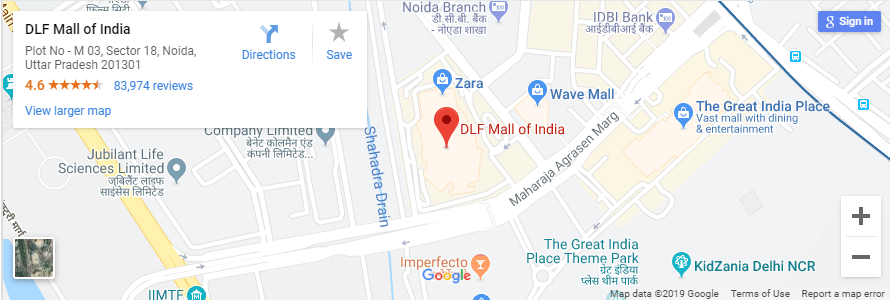 DLF Mall of India
Plot No - M 03, Sector 18, Noida,
Uttar Pradesh 201301
4.6
83,974 reviews
View larger map
Directions
Save
Sign in
Noida Branch
डी.सी.बी. बैंक
- नोएडा शाखा
IDBI Bank
आईडीबीआई बैंक
Zara
Wave Mall
DLF Mall of India
The Great India Place
Vast mall with dining
& entertainment
Company Limited
बेनेट कोलमैन एंड
कंपनी लिमिटेड...
Jubilant Life
Sciences Limited
जूबिलैंट लाइफ
साइंसेस लिमिटेड
Shahadra Drain
Maharaja Agrasen Marg
Imperfecto
Google
The Great India
Place Theme Park
ग्रेट इंडिया
प्लेस थीम पार्क
KidZania Delhi NCR
IIMTF
Map data ©2019 Google
Terms of Use
Report a map error